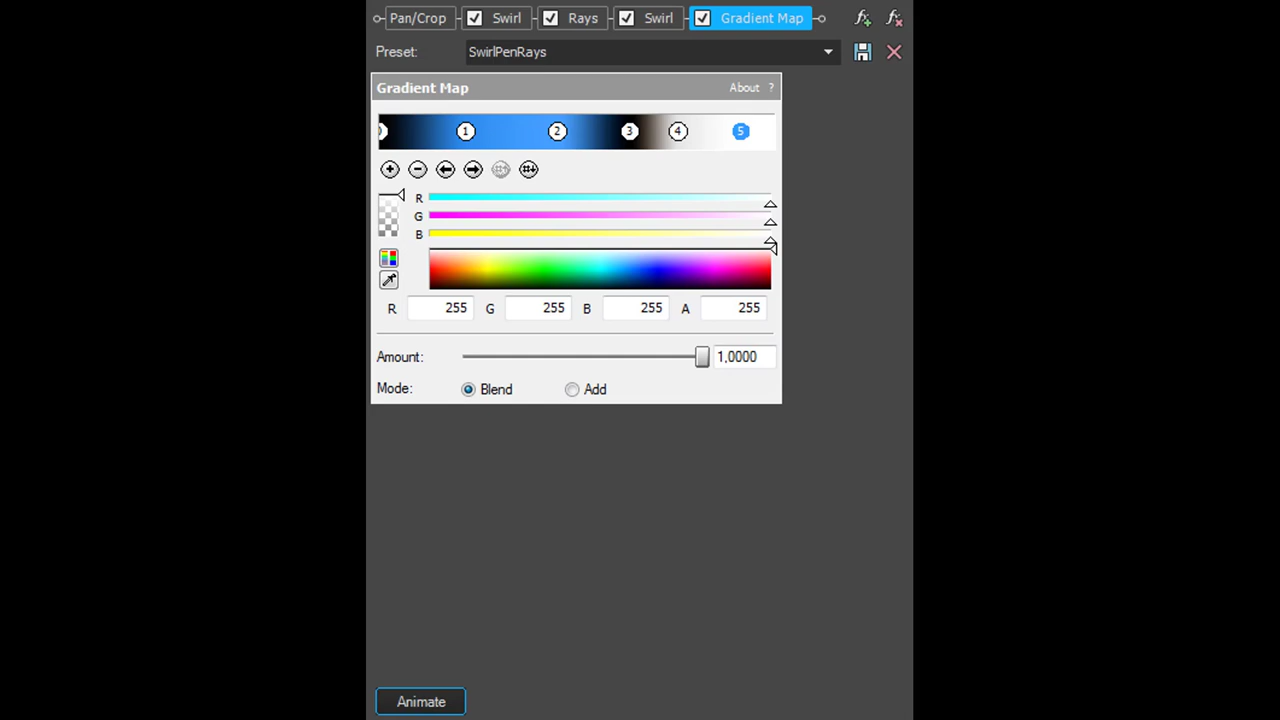 Pan/Crop Swirl Rays Swirl Gradient Map
Preset: SwirlPenRays
Gradient Map About ?
1 2 3 4 5
R
G
B
R 255 G 255 B 255 A 255
Amount: 1,0000
Mode: Blend Add
Animate